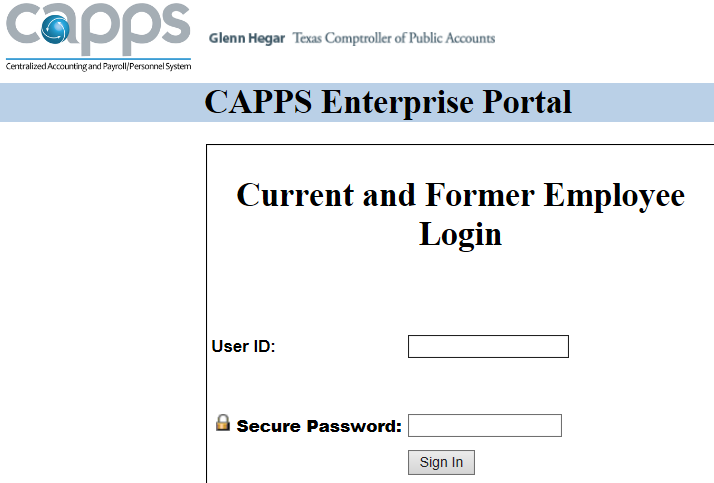 capps
Glenn Hegar Texas Comptroller of Public Accounts
Centralized Accounting and Payroll/Personnel System
CAPPS Enterprise Portal
Current and Former Employee
Login
User ID:
Secure Password:
Sign In